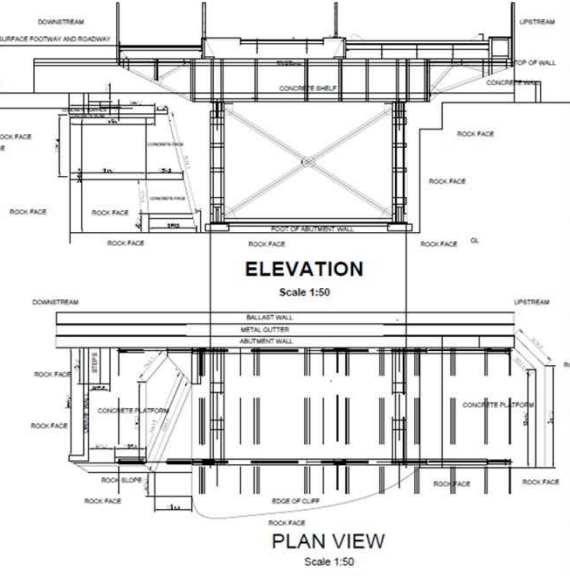 DOWNSTREAM
UPSTREAM
SURFACE FOOTWAY AND ROADWAY
TOP OF WALL
CONCRETE SHELF
CONCRETE WALL
ROCK FACE
ROCK FACE
CONCRETE FACE
ROCK FACE
CONCRETE FACE
ROCK FACE
ROCK FACE
ROCK FACE
FOOT OF ABUTMENT WALL
ROCK FACE
ROCK FACE
ROCK FACE
GL
ELEVATION
Scale 1:50
DOWNSTREAM
UPSTREAM
BALLAST WALL
METAL GUTTER
ABUTMENT WALL
STEPS
ROCK FACE
CONCRETE PLATFORM
CONCRETE PLATFORM
ROCK FACE
ROCK SLOPE
ROCK FACE
ROCK FACE
ROCK FACE
EDGE OF CLIFF
ROCK FACE
PLAN VIEW
Scale 1:50